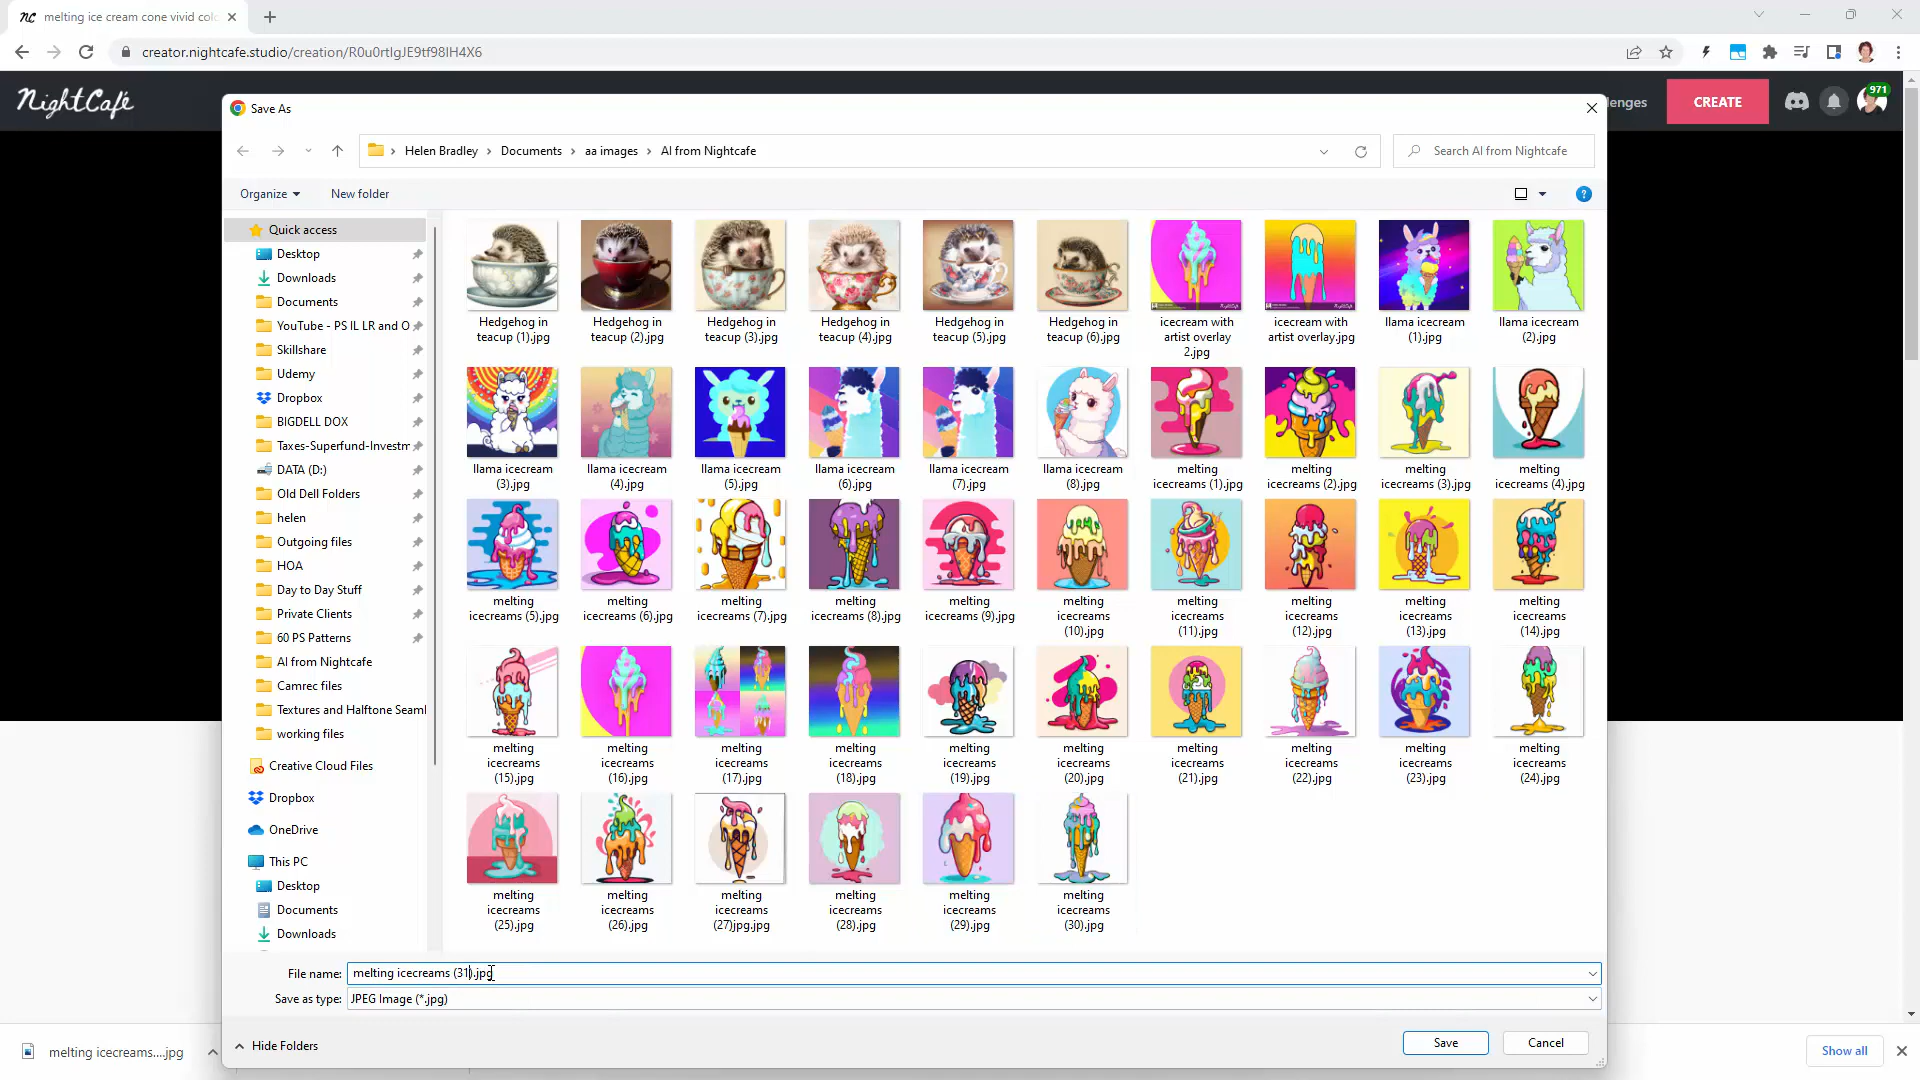 melting ice cream cone vivid colo
creator.nightcafe.studio/creation/R0u0rtIgJE9tf98IH4X6
NightCafé
lenges
CREATE
971
Save As
Helen Bradley > Documents > aa images > AI from Nightcafe
Search AI from Nightcafe
Organize
New folder
Quick access
Desktop
Downloads
Documents
YouTube - PS IL LR and O
Skillshare
Udemy
Dropbox
BIGDELL DOX
Taxes-Superfund-Investm
DATA (D:)
Old Dell Folders
helen
Outgoing files
HOA
Day to Day Stuff
Private Clients
60 PS Patterns
AI from Nightcafe
Camrec files
Textures and Halftone Seaml
working files
Creative Cloud Files
Dropbox
OneDrive
This PC
Desktop
Documents
Downloads
Hedgehog in
teacup (1).jpg
Hedgehog in
teacup (2).jpg
Hedgehog in
teacup (3).jpg
Hedgehog in
teacup (4).jpg
Hedgehog in
teacup (5).jpg
Hedgehog in
teacup (6).jpg
icecream with
artist overlay
2.jpg
icecream with
artist overlay.jpg
llama icecream
(1).jpg
llama icecream
(2).jpg
llama icecream
(3).jpg
llama icecream
(4).jpg
llama icecream
(5).jpg
llama icecream
(6).jpg
llama icecream
(7).jpg
llama icecream
(8).jpg
melting
icecreams (1).jpg
melting
icecreams (2).jpg
melting
icecreams (3).jpg
melting
icecreams (4).jpg
melting
icecreams (5).jpg
melting
icecreams (6).jpg
melting
icecreams (7).jpg
melting
icecreams (8).jpg
melting
icecreams (9).jpg
melting
icecreams
(10).jpg
melting
icecreams
(11).jpg
melting
icecreams
(12).jpg
melting
icecreams
(13).jpg
melting
icecreams
(14).jpg
melting
icecreams
(15).jpg
melting
icecreams
(16).jpg
melting
icecreams
(17).jpg
melting
icecreams
(18).jpg
melting
icecreams
(19).jpg
melting
icecreams
(20).jpg
melting
icecreams
(21).jpg
melting
icecreams
(22).jpg
melting
icecreams
(23).jpg
melting
icecreams
(24).jpg
melting
icecreams
(25).jpg
melting
icecreams
(26).jpg
melting
icecreams
(27)jpg.jpg
melting
icecreams
(28).jpg
melting
icecreams
(29).jpg
melting
icecreams
(30).jpg
File name: melting icecreams (31).jpg
Save as type: JPEG Image (*.jpg)
Hide Folders
Save
Cancel
melting icecreams....jpg
Show all